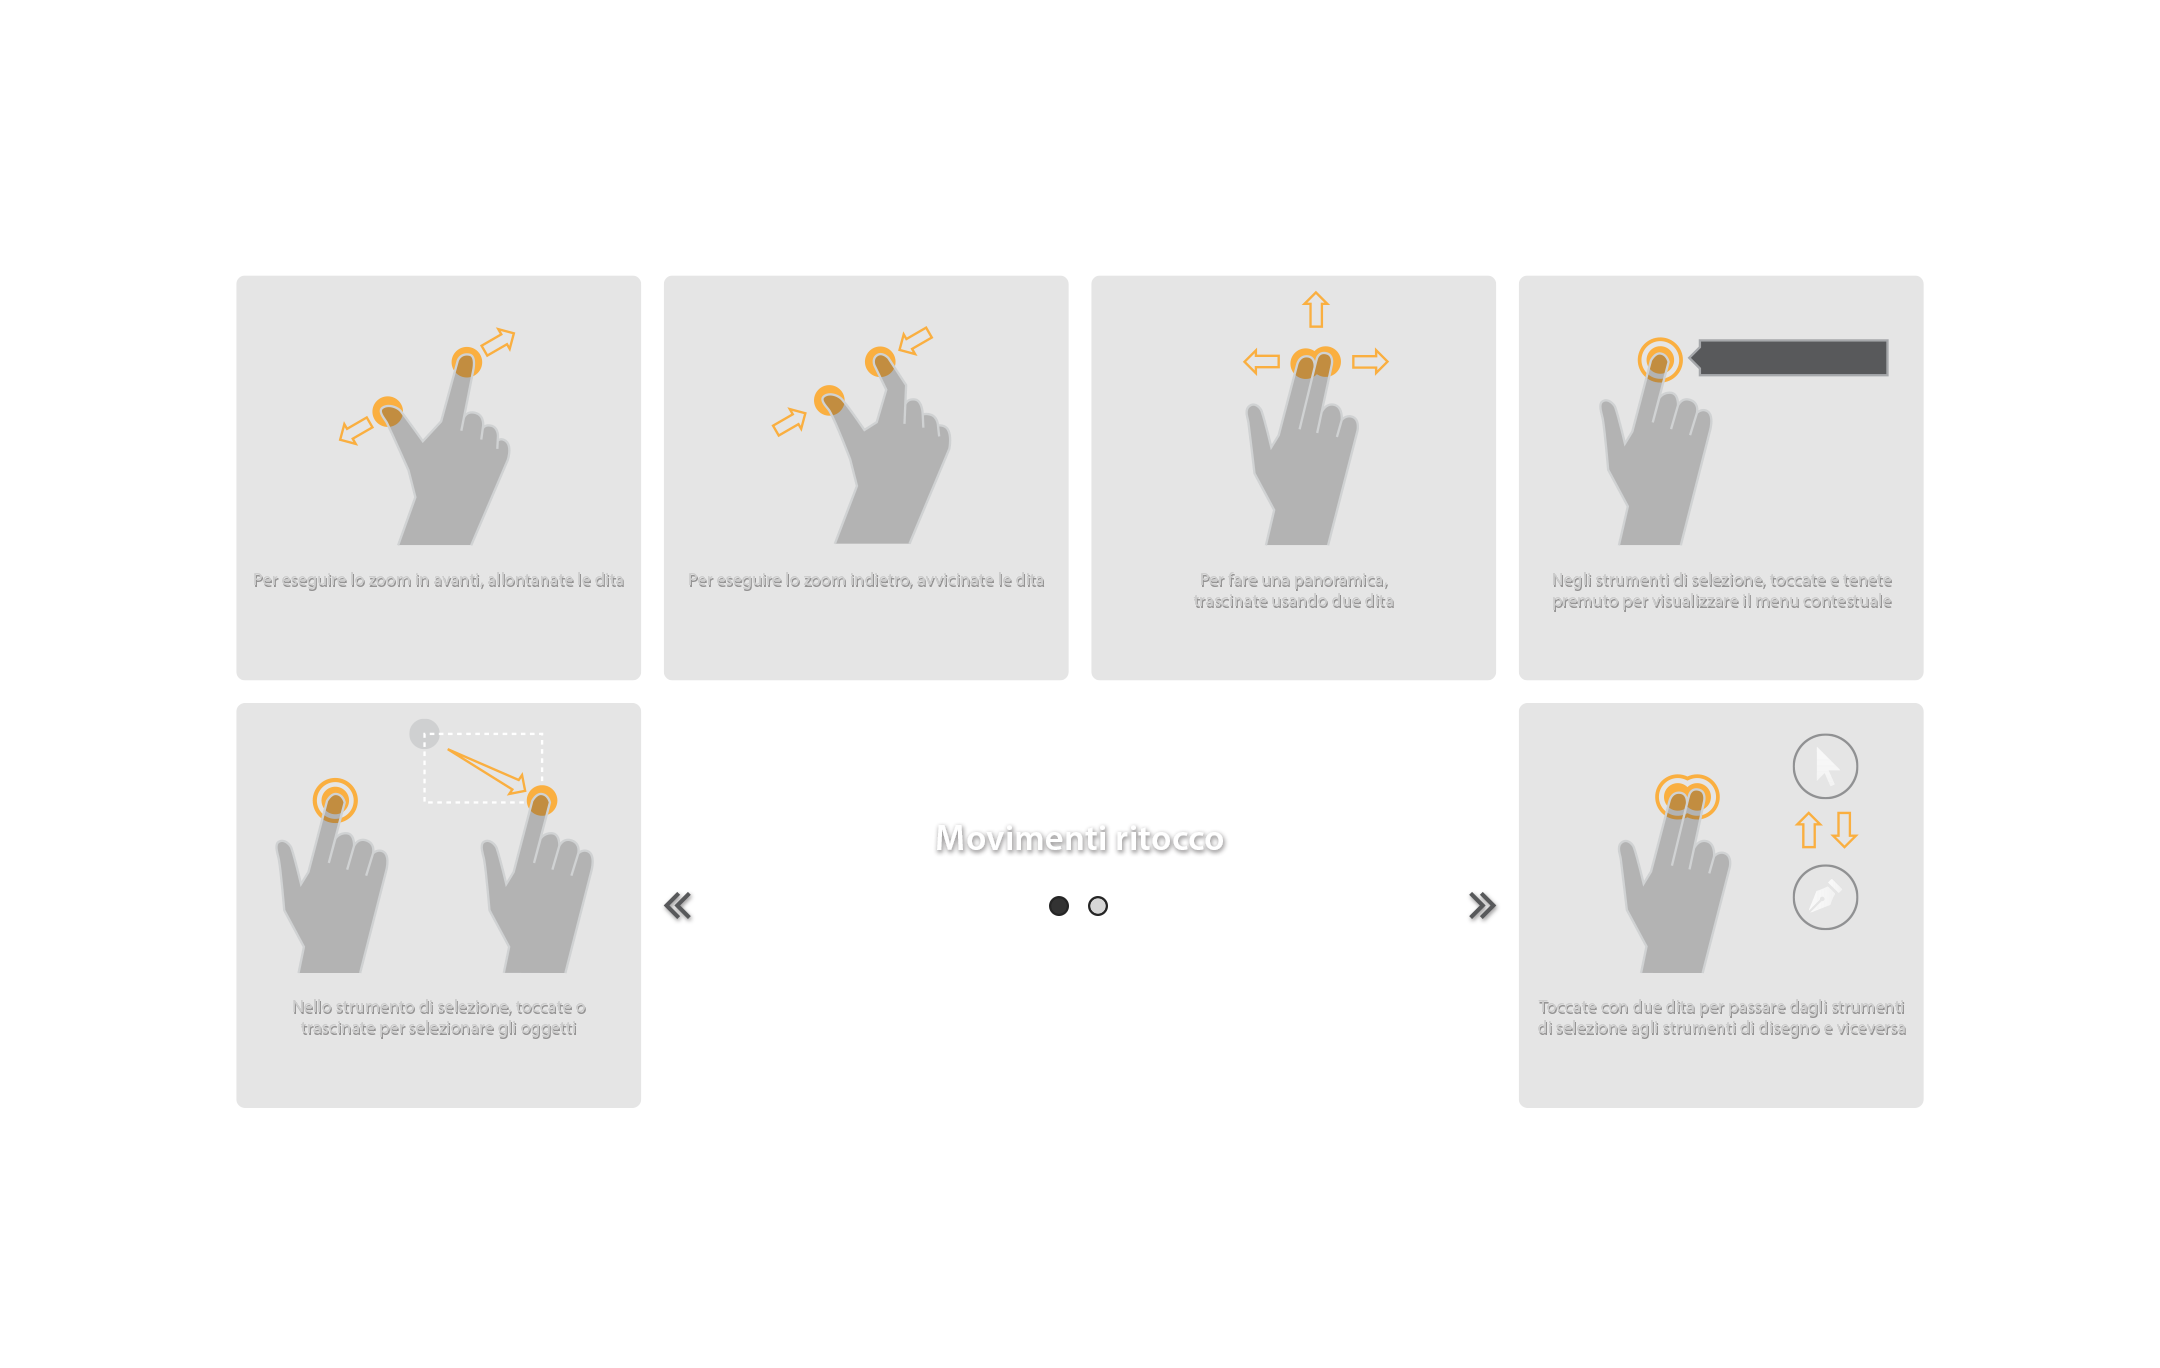 Per eseguire lo zoom in avanti, allontanate le dita
Per eseguire lo zoom indietro, avvicinate le dita
Per fare una panoramica,
trascinate usando due dita
Negli strumenti di selezione, toccate e tenete
premuto per visualizzare il menu contestuale
Nello strumento di selezione, toccate o
trascinate per selezionare gli oggetti
Movimenti ritocco
Toccate con due dita per passare dagli strumenti
di selezione agli strumenti di disegno e viceversa